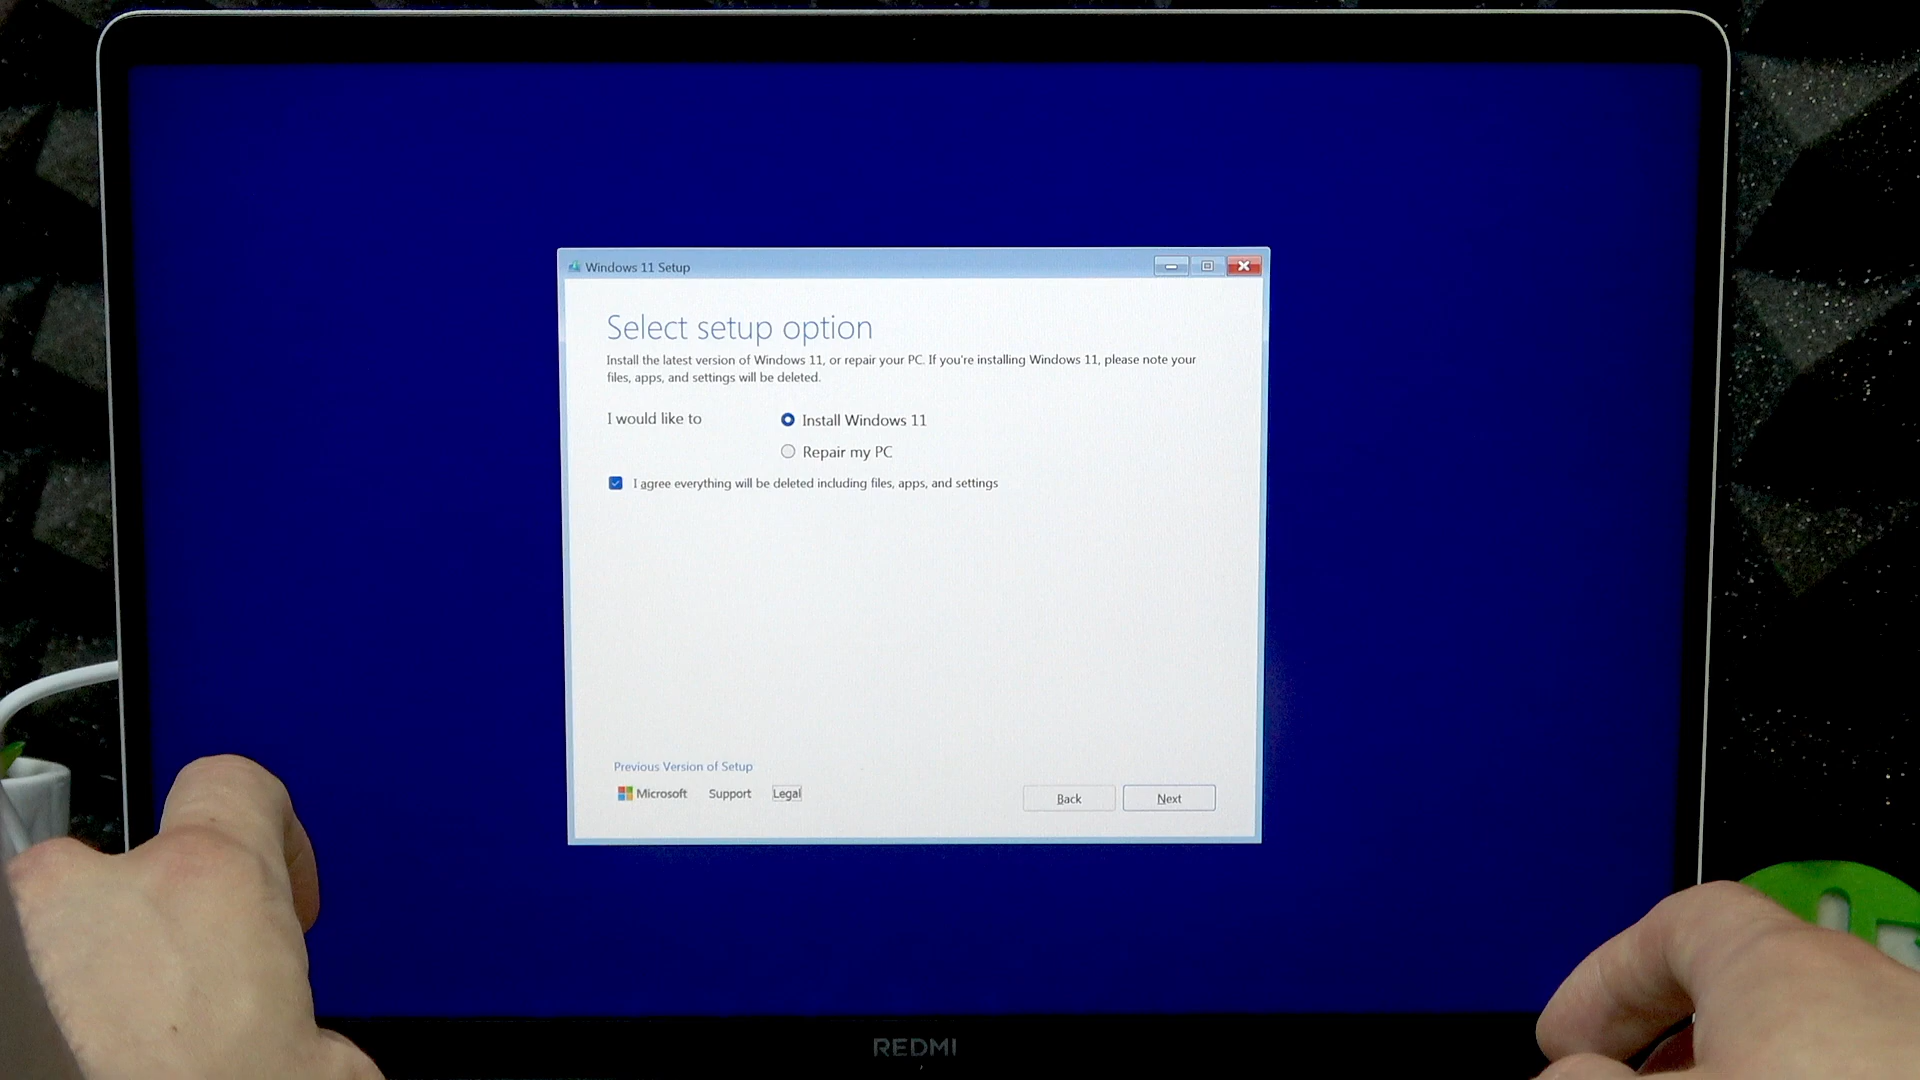 Windows 11 Setup
Select setup option
Install the latest version of Windows 11, or repair your PC. If you're installing Windows 11, please note your
files, apps, and settings will be deleted.
I would like to
Install Windows 11
Repair my PC
I agree everything will be deleted including files, apps, and settings
Previous Version of Setup
Microsoft Support Legal
Back Next
REDMI